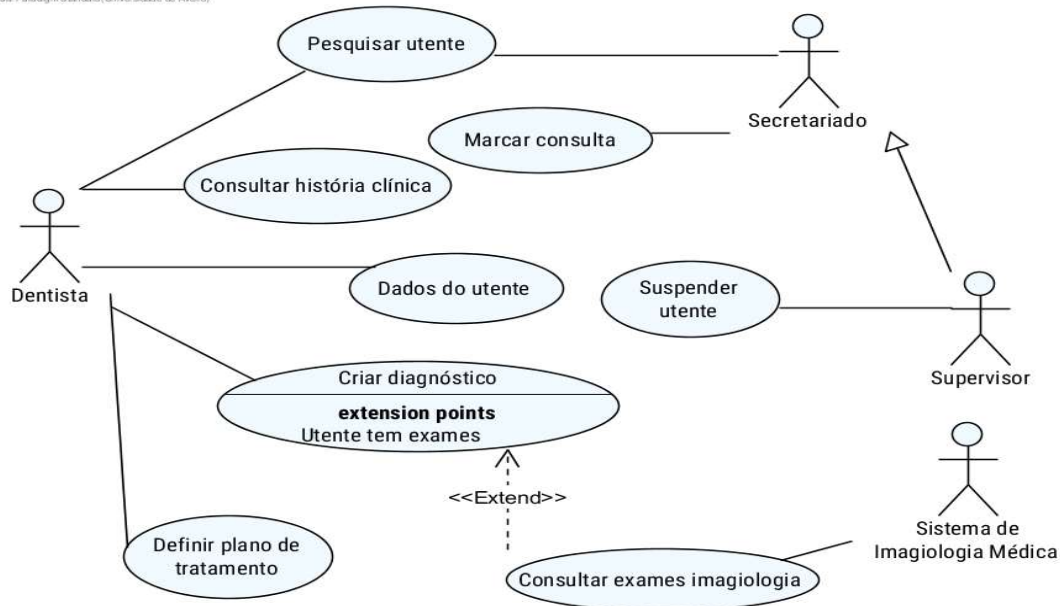 Pesquisar utente
Secretariado
Marcar consulta
Consultar história clínica
Dentista
Dados do utente
Suspender
utente
Supervisor
Criar diagnóstico
extension points
Utente tem exames
<<Extend>>
Sistema de
Imagiologia Médica
Definir plano de
tratamento
Consultar exames imagiologia